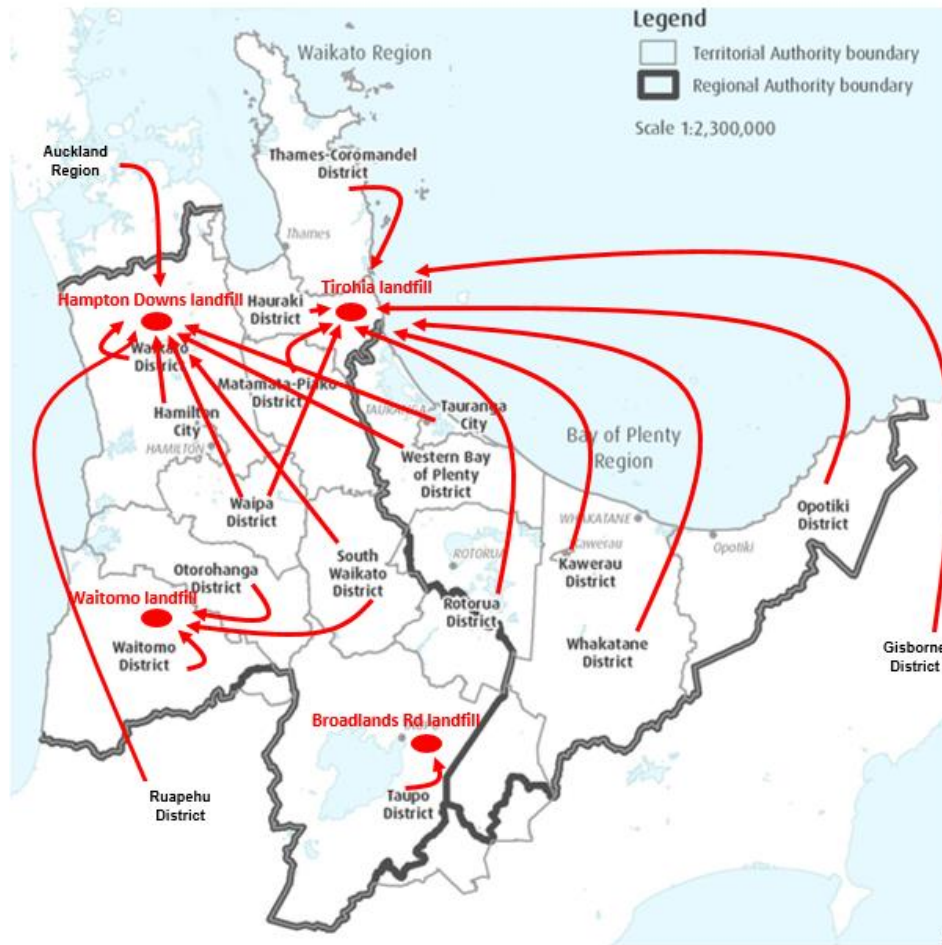 Legend
Territorial Authority boundary
Regional Authority boundary
Scale 1:2,300,000
Waikato Region
Auckland
Region
Thames-Coromandel
District
Thames
Hampton Downs landfill
Hauraki
District
Tirohia landfill
Waikato
District
Matamata-Piako
District
Hamilton
City
HAMILTON
TAURANGA
Tauranga
City
Western Bay
of Plenty
District
Bay of Plenty
Region
Waipa
District
WHAKATANE
Opotiki
District
Opotiki
Kawerau
Kawerau
District
ROTORUA
South
Waikato
District
Otorohanga
District
Waitomo landfill
Rotorua
District
Waitomo
District
Whakatane
District
Gisborne
District
Broadlands Rd landfill
Taupo
District
Ruapehu
District